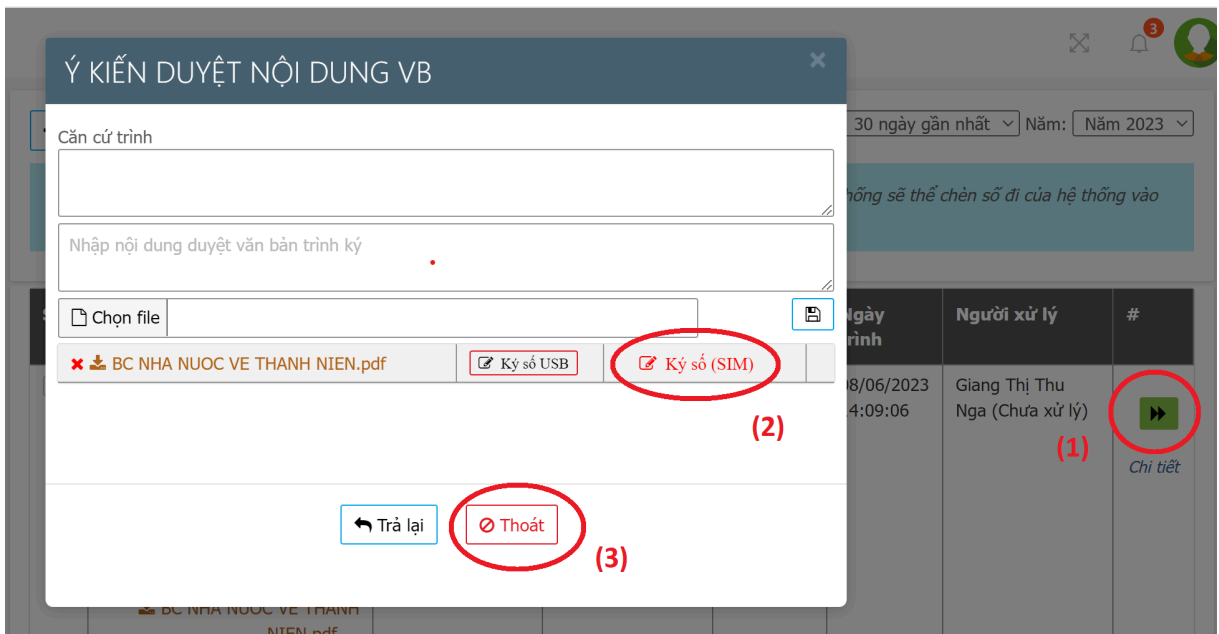 3
Ý KIẾN DUYỆT NỘI DUNG VB
30 ngày gần nhất Năm: Năm 2023
Căn cứ trình
thống sẽ thể chèn số đi của hệ thống vào
Nhập nội dung duyệt văn bản trình ký
Chọn file
Người xử lý #
BC NHA NUOC VE THANH NIEN.pdf Ký số USB Ký số (SIM)
08/06/2023 Giang Thị Thu
4:09:06 Nga (Chưa xử lý)
(2)
(1)
Chi tiết
Trả lại Thoát
(3)
BC NHA NUOC VE THANH
NIEN.pdf